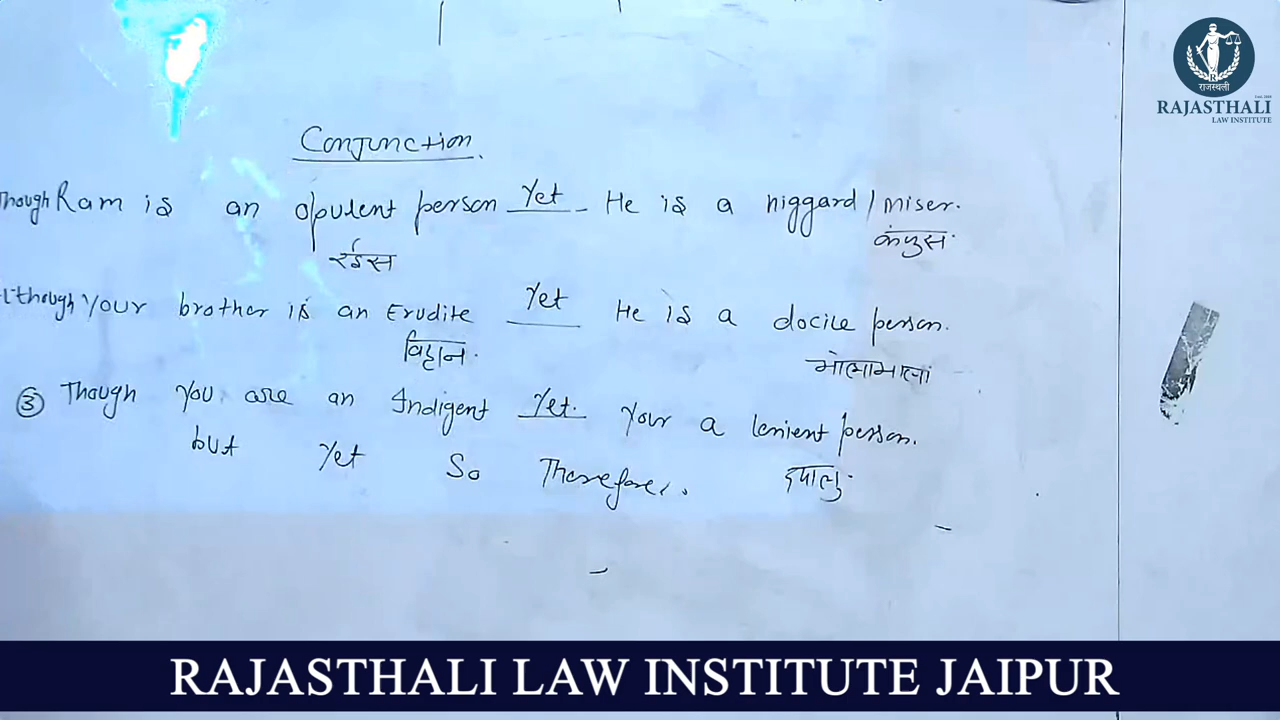 राजस्थली
RAJASTHALI
LAW INSTITUTE
Conjunction.
Though Ram is an opulent person Yet He is a niggard / miser.
रईस कंजुस.
although Your brother is an Erudite Yet He is a docile person.
विद्वान. भोलाभाला
③ Though You are an Indigent Yet. Your a lenient person.
but Yet So Therefore. दयालु.
RAJASTHALI LAW INSTITUTE JAIPUR